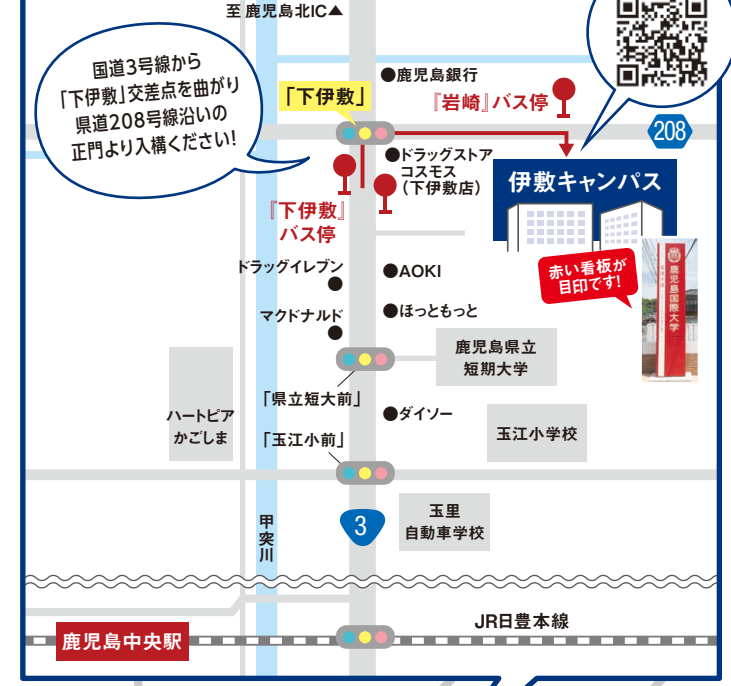 至 鹿児島北IC▲
国道3号線から
「下伊敷」交差点を曲がり
県道208号線沿いの
正門より入構ください!
「下伊敷」
●鹿児島銀行
『岩崎』バス停
208
●ドラッグストア
コスモス
(下伊敷店)
伊敷キャンパス
『下伊敷』
バス停
赤い看板が
目印です!
鹿児島国際大学
ドラッグイレブン
●
●AOKI
マクドナルド
●
●ほっともっと
鹿児島県立
短期大学
「県立短大前」
ハートピア
かごしま
●ダイソー
「玉江小前」
玉江小学校
3
玉里
自動車学校
甲突川
JR日豊本線
鹿児島中央駅